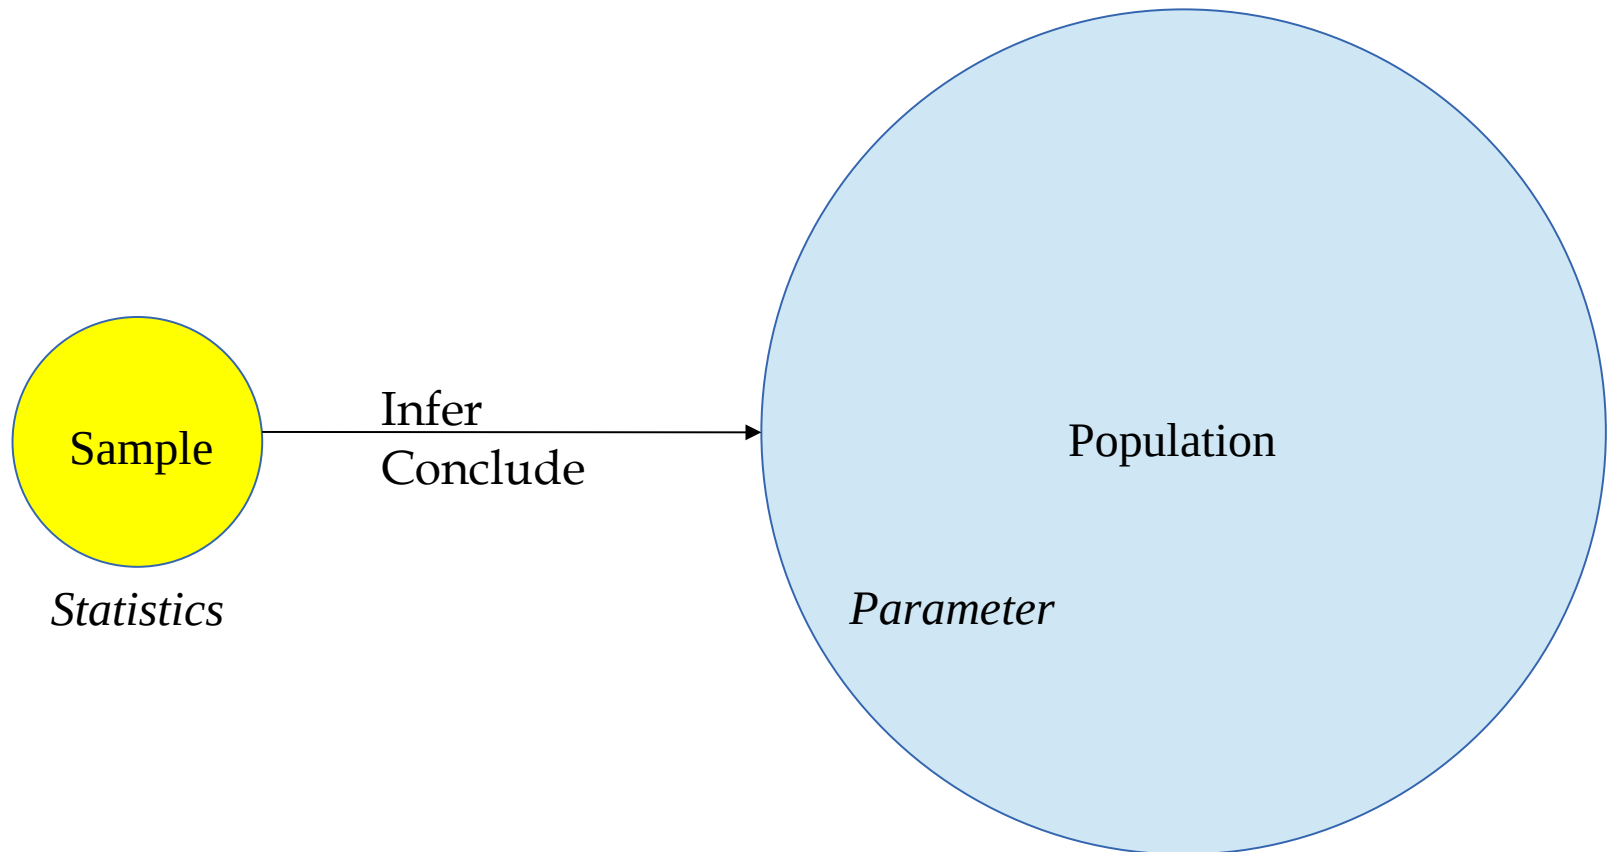 Infer
Sample
Conclude
Population
Statistics
Parameter